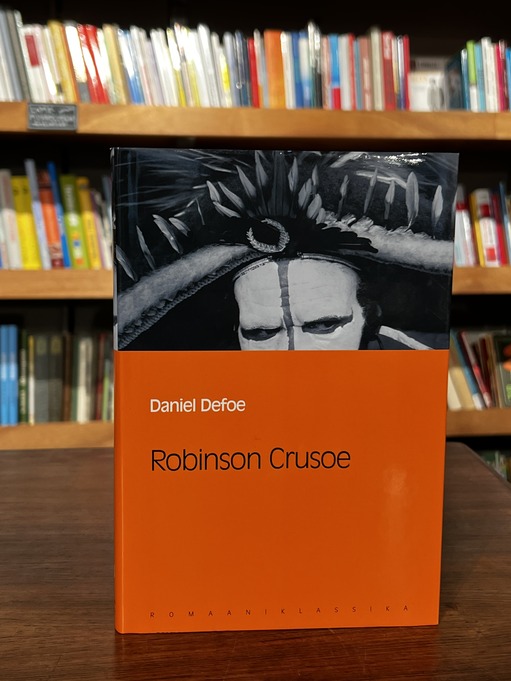 Daniel Defoe
Robinson Crusoe
ROMAANIKLASSIKA